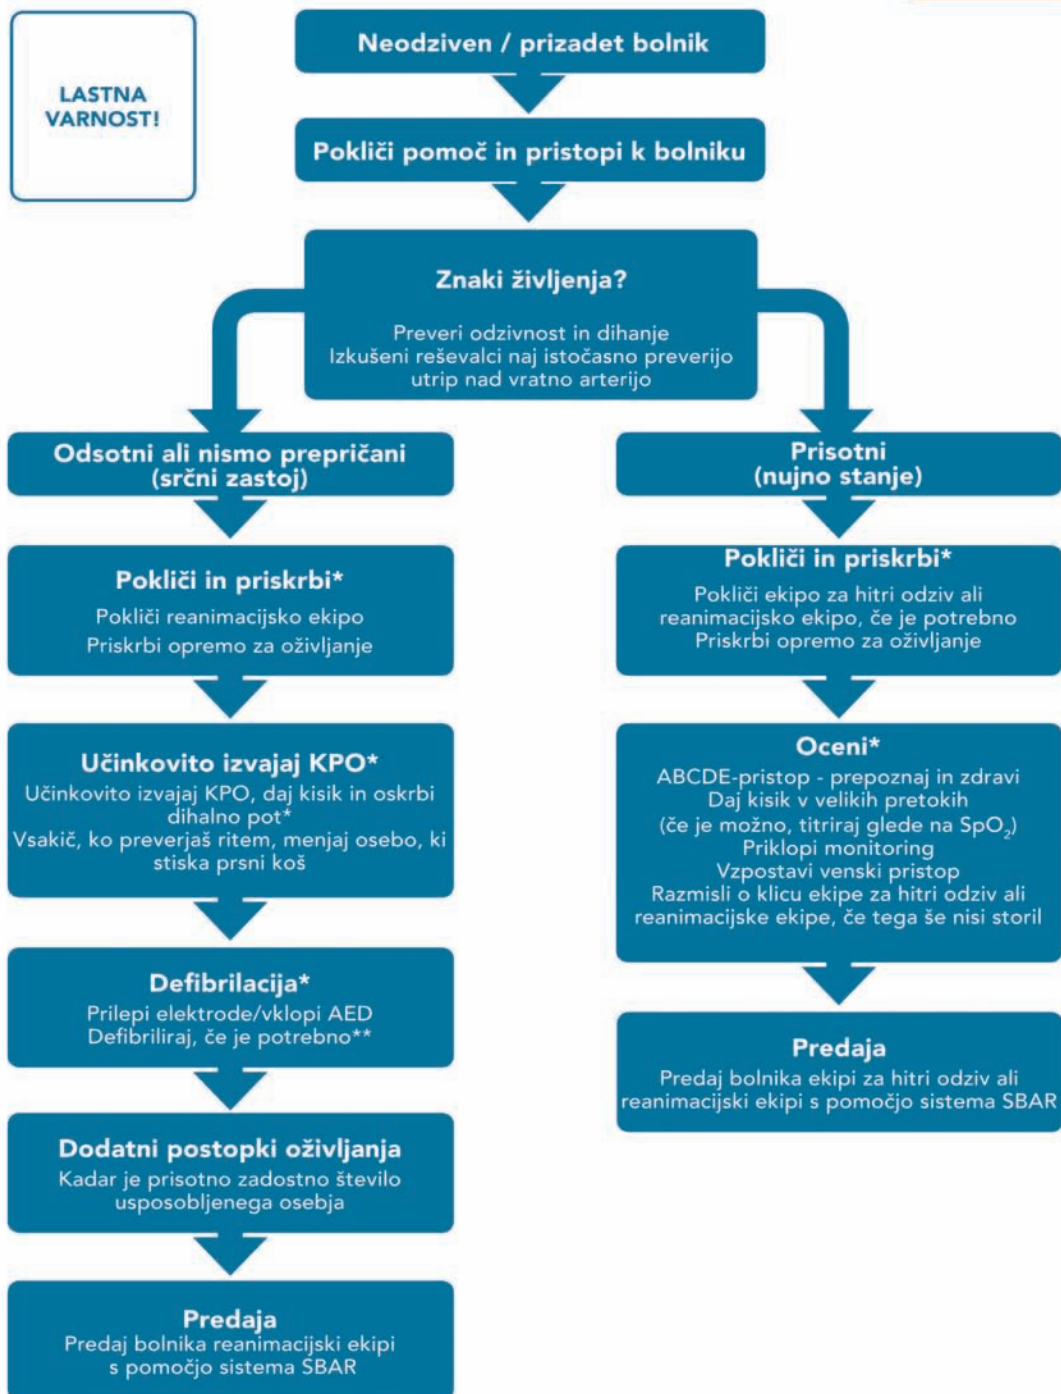 LASTNA
VARNOST!
Neodziven / prizadet bolnik
Pokliči pomoč in pristopi k bolniku
Znaki življenja?
Preveri odzivnost in dihanje
Izkušeni reševalci naj istočasno preverijo
utrip nad vratno arterijo
Odsotni ali nismo prepričani
(srčni zastoj)
Pokliči in priskrbi*
Pokliči reanimacijsko ekipo
Priskrbi opremo za oživljanje
Učinkovito izvajaj KPO*
Učinkovito izvajaj KPO, daj kisik in oskrbi
dihalno pot*
Vsakič, ko preverjaš ritem, menjaj osebo, ki
stiska prsni koš
Defibrilacija*
Prilepi elektrode/vklopi AED
Defibriliraj, če je potrebno**
Dodatni postopki oživljanja
Kadar je prisotno zadostno število
usposobljenega osebja
Predaja
Predaj bolnika reanimacijski ekipi
s pomočjo sistema SBAR
Prisotni
(nujno stanje)
Pokliči in priskrbi*
Pokliči ekipo za hitri odziv ali
reanimacijsko ekipo, če je potrebno
Priskrbi opremo za oživljanje
Oceni*
ABCDE-pristop - prepoznaj in zdravi
Daj kisik v velikih pretokih
(če je možno, titriraj glede na SpO₂)
Priklopi monitoring
Vzpostavi venski pristop
Razmisli o klicu ekipe za hitri odziv ali
reanimacijske ekipe, če tega še nisi storil
Predaja
Predaj bolnika ekipi za hitri odziv ali
reanimacijski ekipi s pomočjo sistema SBAR